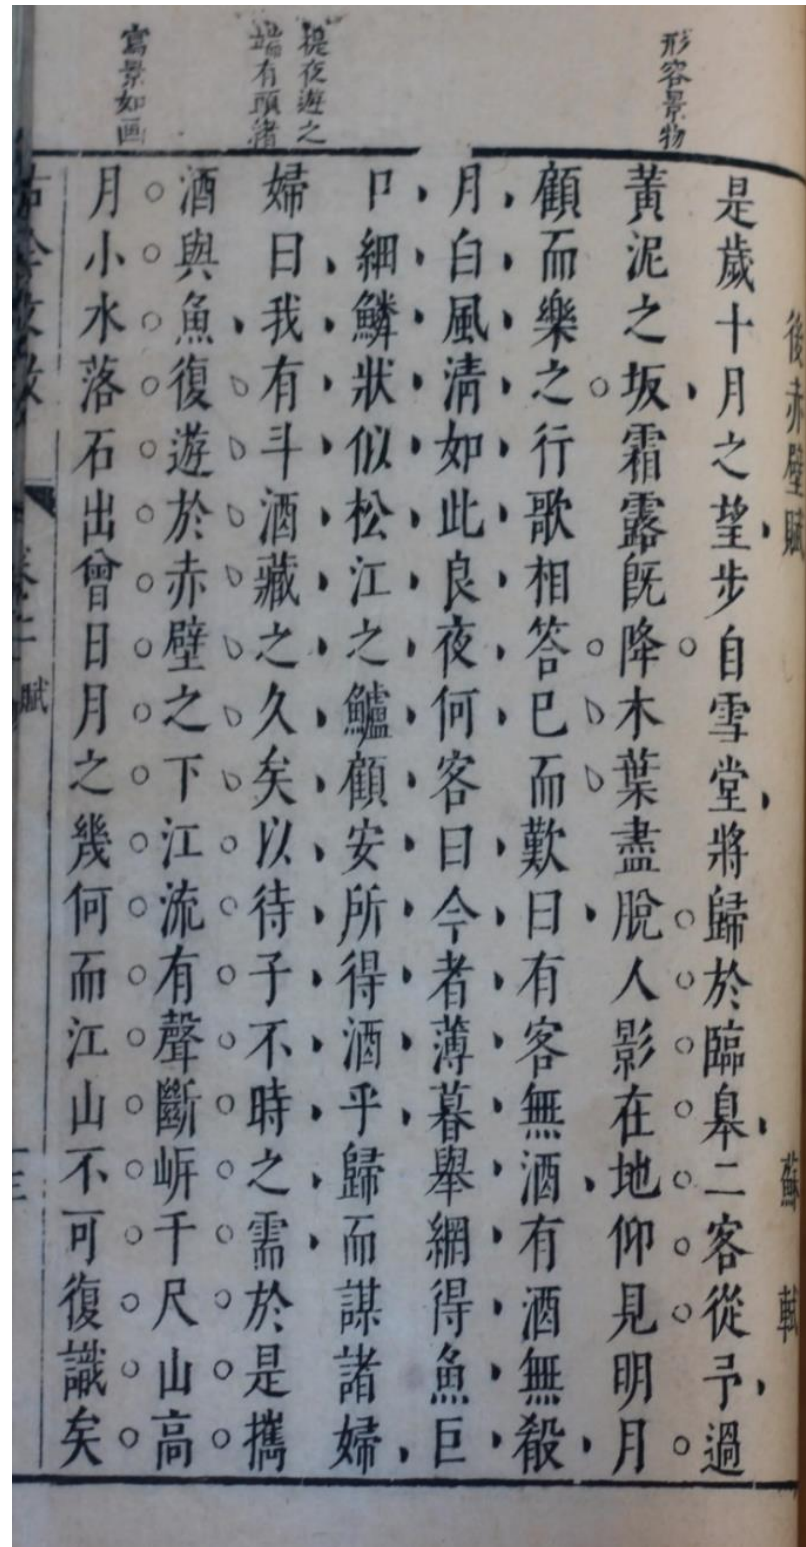 形容景物
提夜遊之
端有頭緒
寫景如画
後赤壁賦 蘇軾
是歲十月之望步自雪堂將歸於臨皐二客從予過
黃泥之坂霜露既降木葉盡脫人影在地仰見明月
顧而樂之行歌相答已而歎曰有客無酒有酒無殽
月白風清如此良夜何客曰今者薄暮舉網得魚巨
口細鱗狀似松江之鱸顧安所得酒乎歸而謀諸婦
婦曰我有斗酒藏之久矣以待子不時之需於是攜
酒與魚復遊於赤壁之下江流有聲斷岍千尺山高
月小水落石出曾日月之幾何而江山不可復識矣
賦